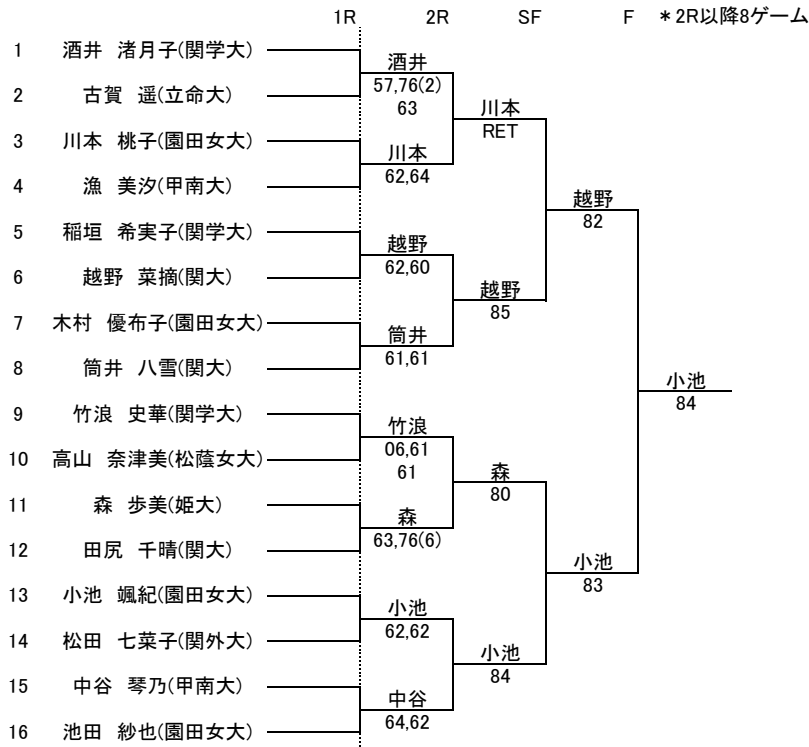 1R 2R SF F ＊2R以降8ゲーム
1 酒井 渚月子(関学大)
酒井
57,76(2)
63
2 古賀 遥(立命大)
川本
RET
3 川本 桃子(園田女大)
川本
62,64
4 漁 美汐(甲南大)
越野
82
5 稲垣 希実子(関学大)
越野
62,60
6 越野 菜摘(関大)
越野
85
7 木村 優布子(園田女大)
筒井
61,61
8 筒井 八雪(関大)
小池
84
9 竹浪 史華(関学大)
竹浪
06,61
61
10 高山 奈津美(松蔭女大)
森
80
11 森 歩美(姫大)
森
63,76(6)
12 田尻 千晴(関大)
小池
83
13 小池 颯紀(園田女大)
小池
62,62
14 松田 七菜子(関外大)
小池
84
15 中谷 琴乃(甲南大)
中谷
64,62
16 池田 紗也(園田女大)